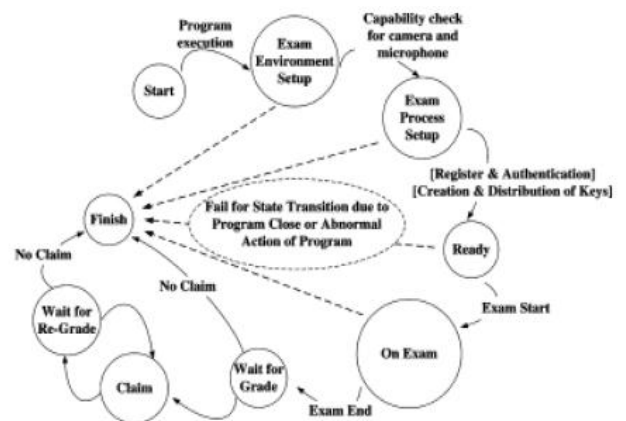 Program
execution
Capability check
for camera and
microphone
Exam
Environment
Setup
Start
Exam
Process
Setup
[Register & Authentication]
[Creation & Distribution of Keys]
Fail for State Transition due to
Program Close or Abnormal
Action of Program
Finish
Ready
No Claim
No Claim
Exam Start
Wait for
Re-Grade
On Exam
Wait for
Grade
Claim
Exam End